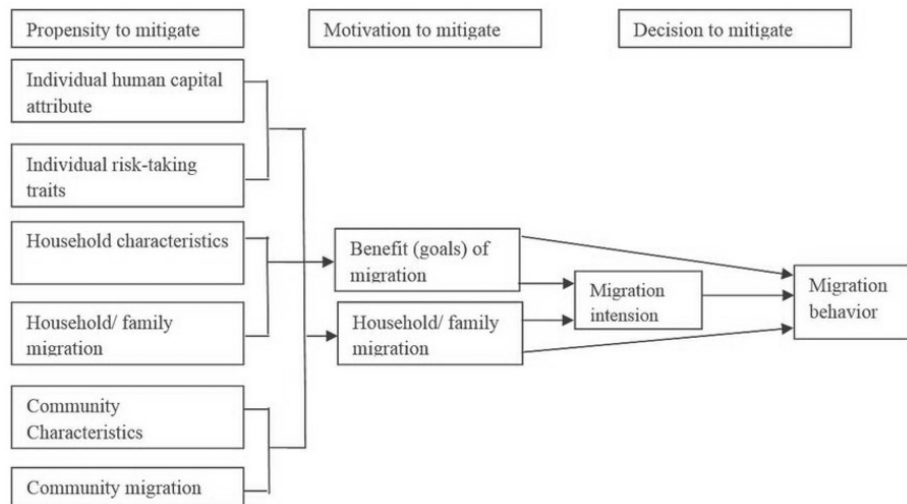 Propensity to mitigate
Motivation to mitigate
Decision to mitigate
Individual human capital
attribute
Individual risk-taking
traits
Household characteristics
Household/ family
migration
Community
Characteristics
Community migration
Benefit (goals) of
migration
Household/ family
migration
Migration
intension
Migration
behavior